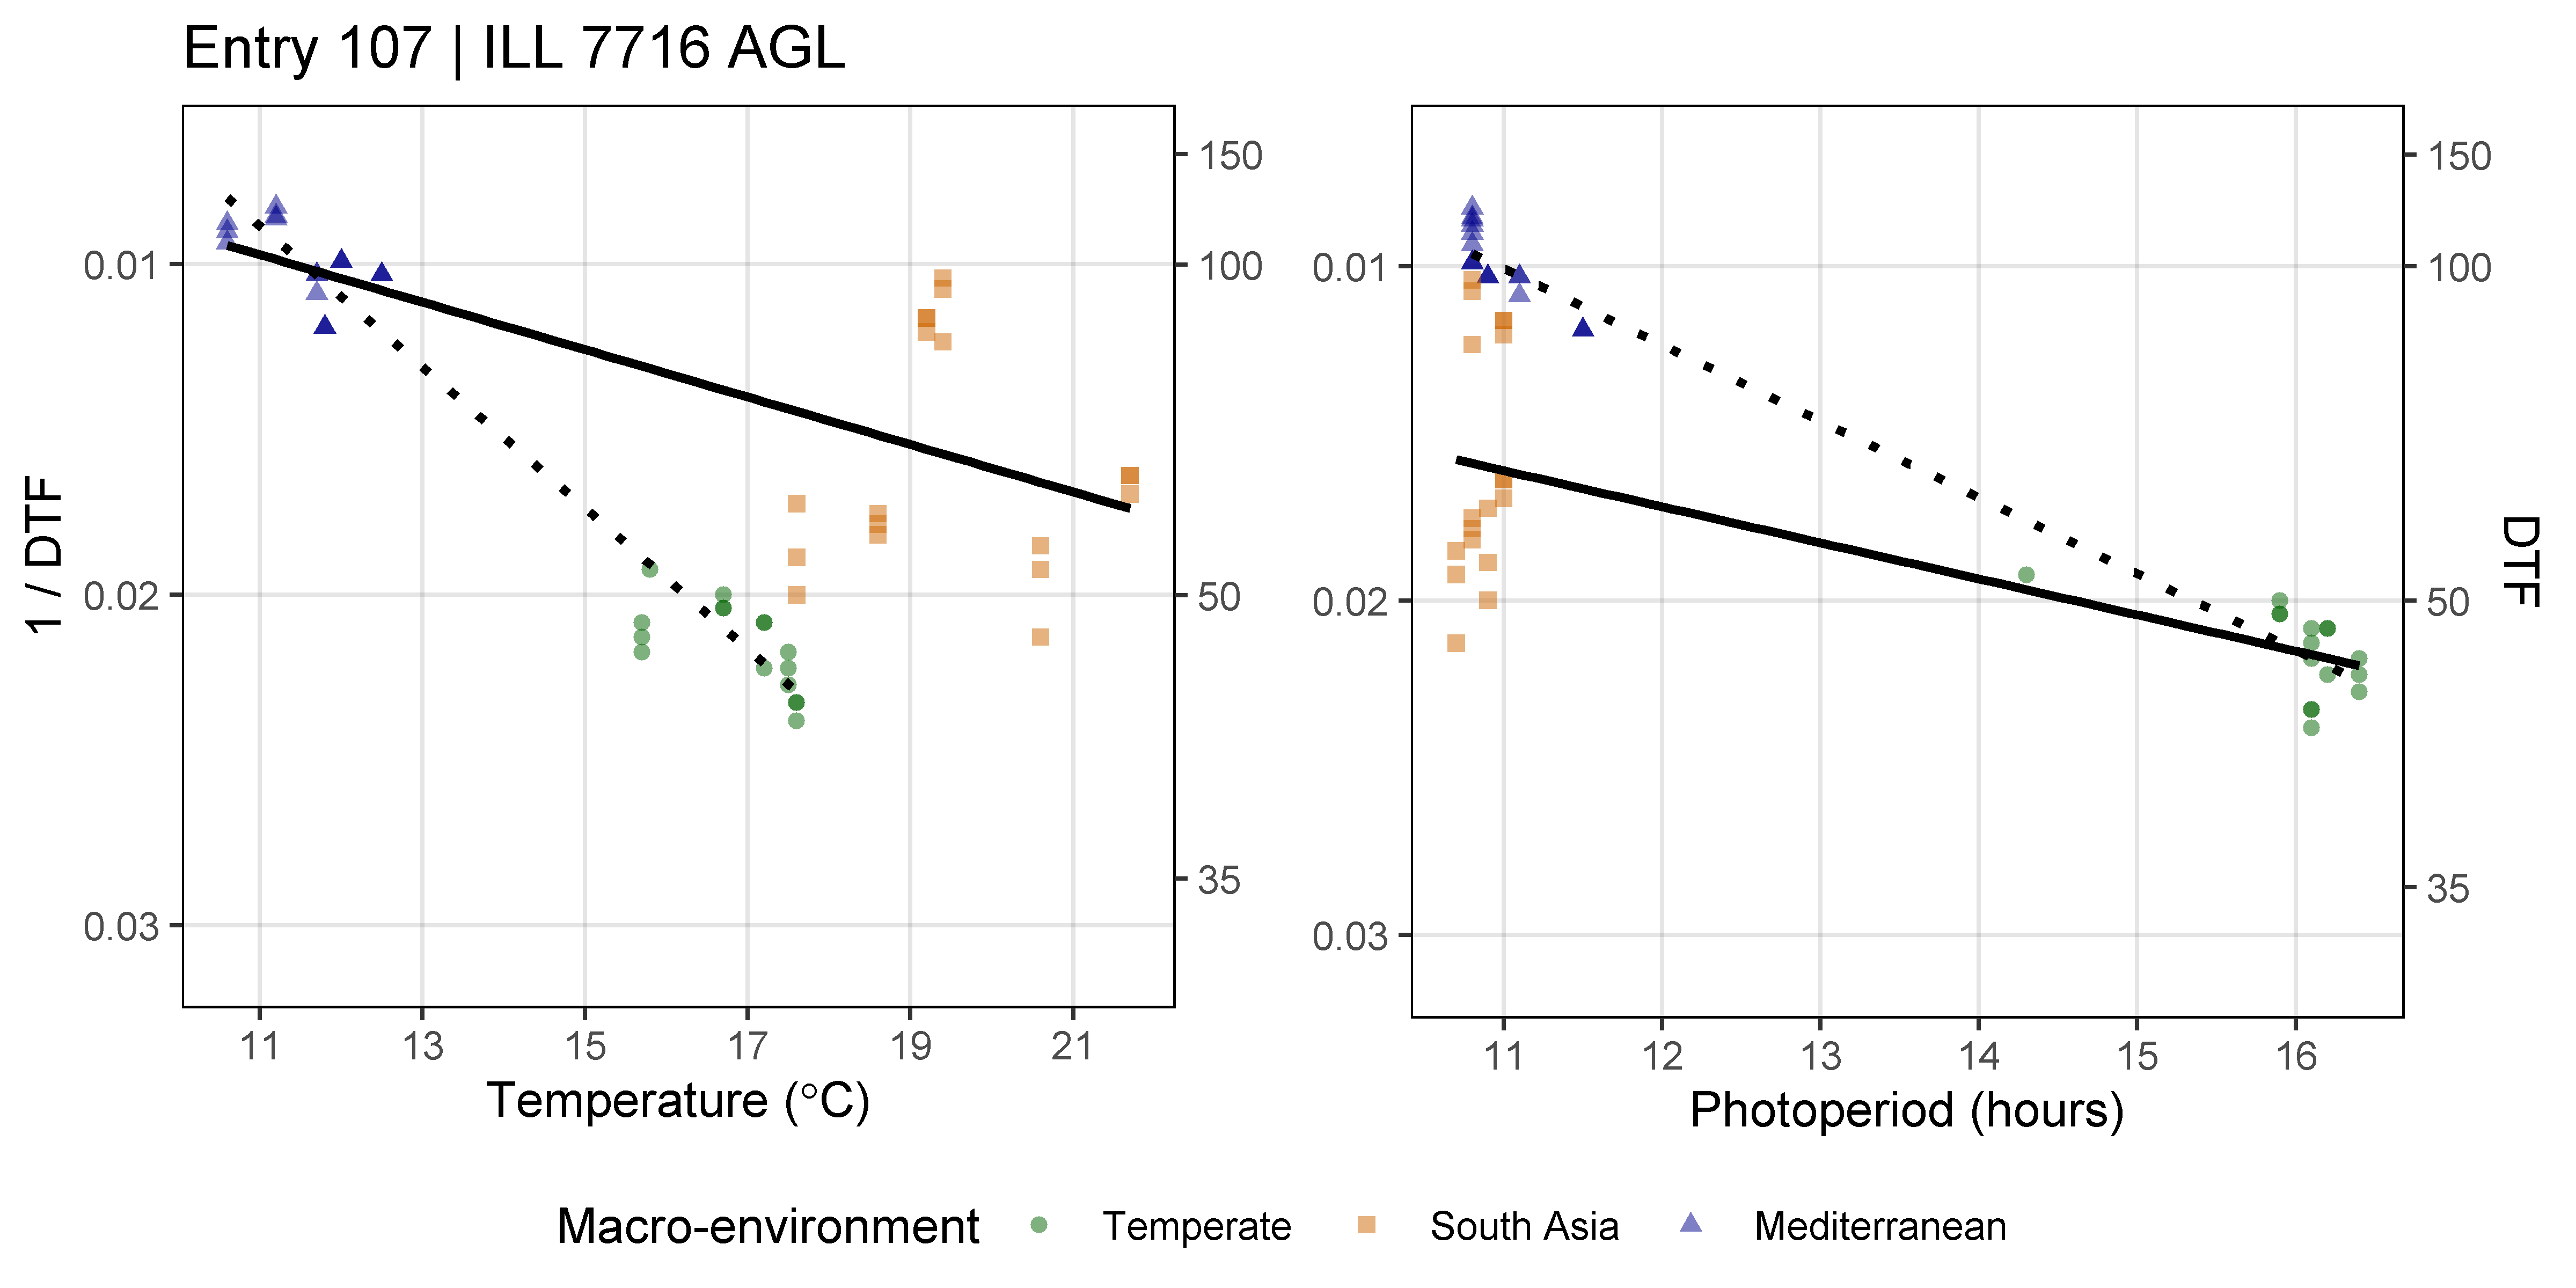 Entry 107 | ILL 7716 AGL
1 / DTF
0.01
0.02
0.03
150
100
50
35
11 13 15 17 19 21
Temperature (°C)
0.01
0.02
0.03
150
100
50
35
DTF
11 12 13 14 15 16
Photoperiod (hours)
Macro-environment Temperate South Asia Mediterranean